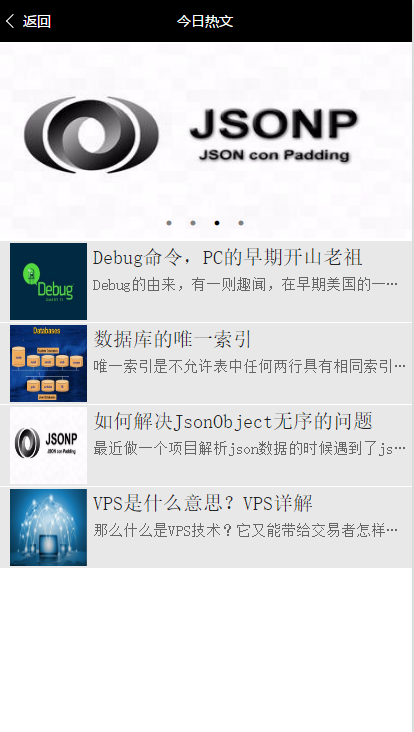 返回
今日热文
JSONP
JSON con Padding
Debug命令，PC的早期开山老祖
Debug
Debug的由来，有一则趣闻，在早期美国的一…
Databases
数据库的唯一索引
唯一索引是不允许表中任何两行具有相同索引…
如何解决JsonObject无序的问题
JSONP
JSON con Padding
最近做一个项目解析json数据的时候遇到了js…
VPS是什么意思？VPS详解
那么什么是VPS技术？它又能带给交易者怎样…